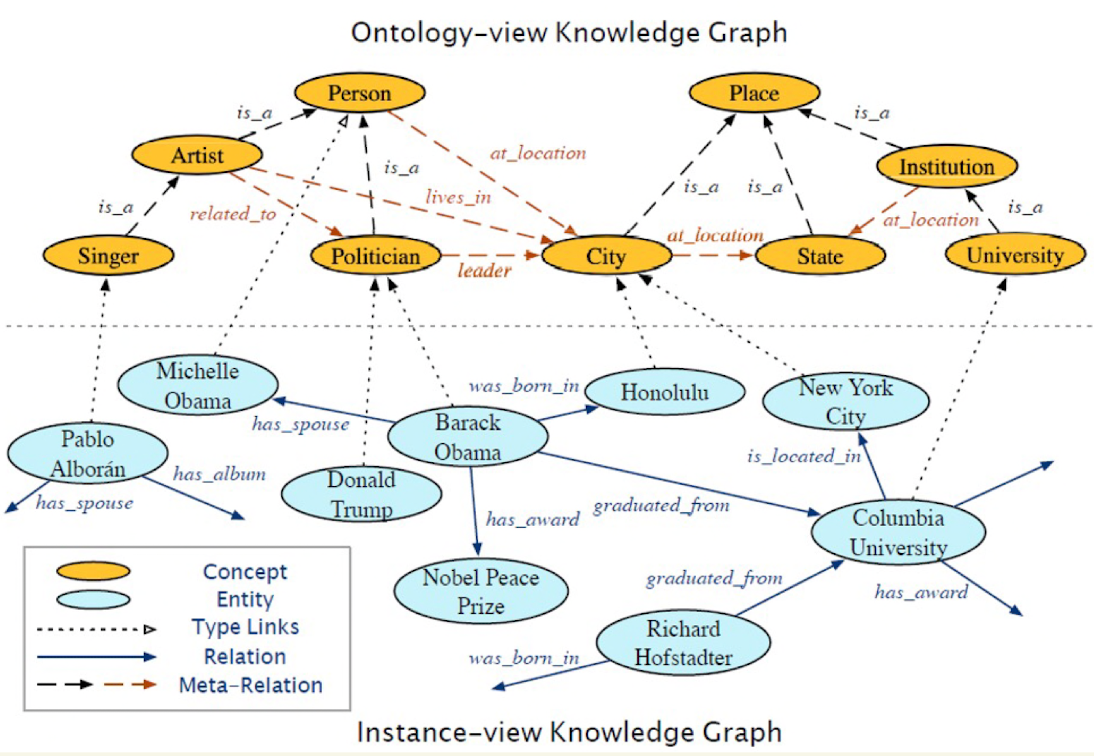 Ontology-view Knowledge Graph
Person
Place
is_a
is_a
Artist
at_location
Institution
is_a
lives_in
is_a
is_a
is_a
related_to
at_location
is_a
Singer
Politician
leader
City
at_location
State
University
Michelle
Obama
was_born_in
Honolulu
New York
City
has_spouse
Barack
Obama
Pablo
Alborán
has_album
is_located_in
has_spouse
Donald
Trump
has_award
graduated_from
Columbia
University
Nobel Peace
Prize
graduated_from
has_award
Richard
Hofstadter
was_born_in
Concept
Entity
Type Links
Relation
Meta-Relation
Instance-view Knowledge Graph